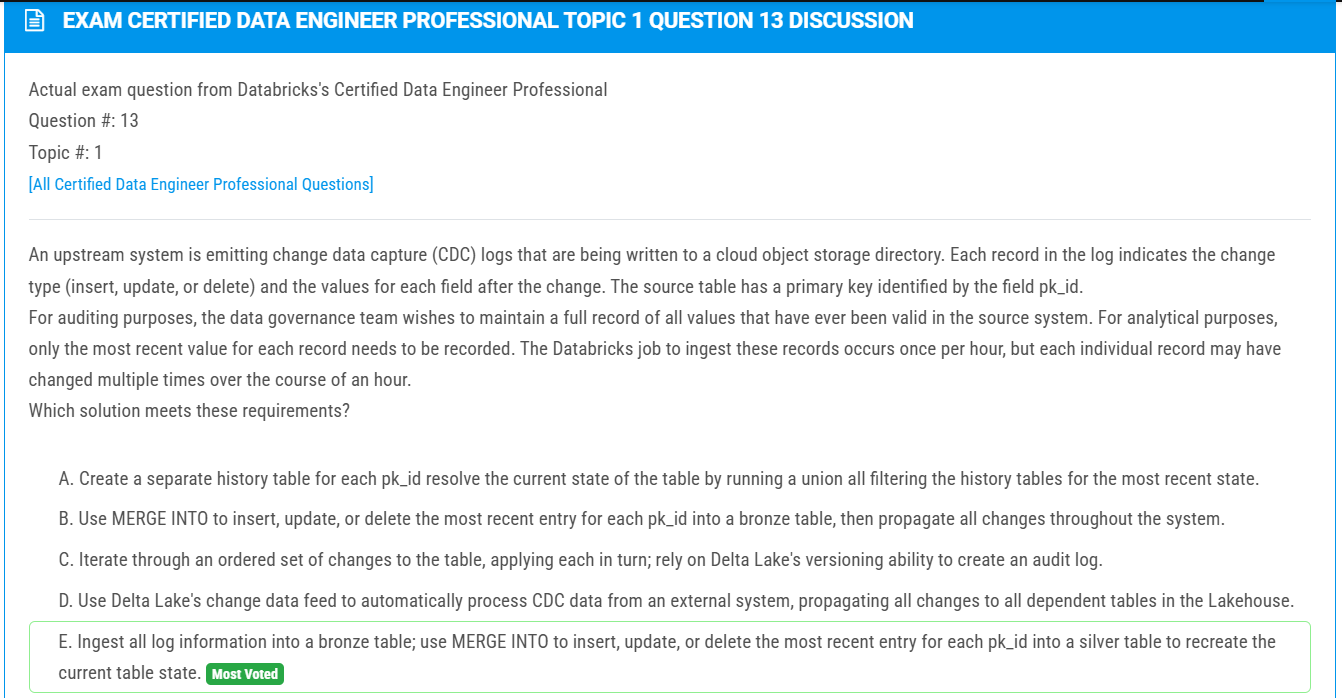 EXAM CERTIFIED DATA ENGINEER PROFESSIONAL TOPIC 1 QUESTION 13 DISCUSSION
Actual exam question from Databricks's Certified Data Engineer Professional
Question #: 13
Topic #: 1
[All Certified Data Engineer Professional Questions]
An upstream system is emitting change data capture (CDC) logs that are being written to a cloud object storage directory. Each record in the log indicates the change
type (insert, update, or delete) and the values for each field after the change. The source table has a primary key identified by the field pk_id.
For auditing purposes, the data governance team wishes to maintain a full record of all values that have ever been valid in the source system. For analytical purposes,
only the most recent value for each record needs to be recorded. The Databricks job to ingest these records occurs once per hour, but each individual record may have
changed multiple times over the course of an hour.
Which solution meets these requirements?
A. Create a separate history table for each pk_id resolve the current state of the table by running a union all filtering the history tables for the most recent state.
B. Use MERGE INTO to insert, update, or delete the most recent entry for each pk_id into a bronze table, then propagate all changes throughout the system.
C. Iterate through an ordered set of changes to the table, applying each in turn; rely on Delta Lake's versioning ability to create an audit log.
D. Use Delta Lake's change data feed to automatically process CDC data from an external system, propagating all changes to all dependent tables in the Lakehouse.
E. Ingest all log information into a bronze table; use MERGE INTO to insert, update, or delete the most recent entry for each pk_id into a silver table to recreate the
current table state. Most Voted